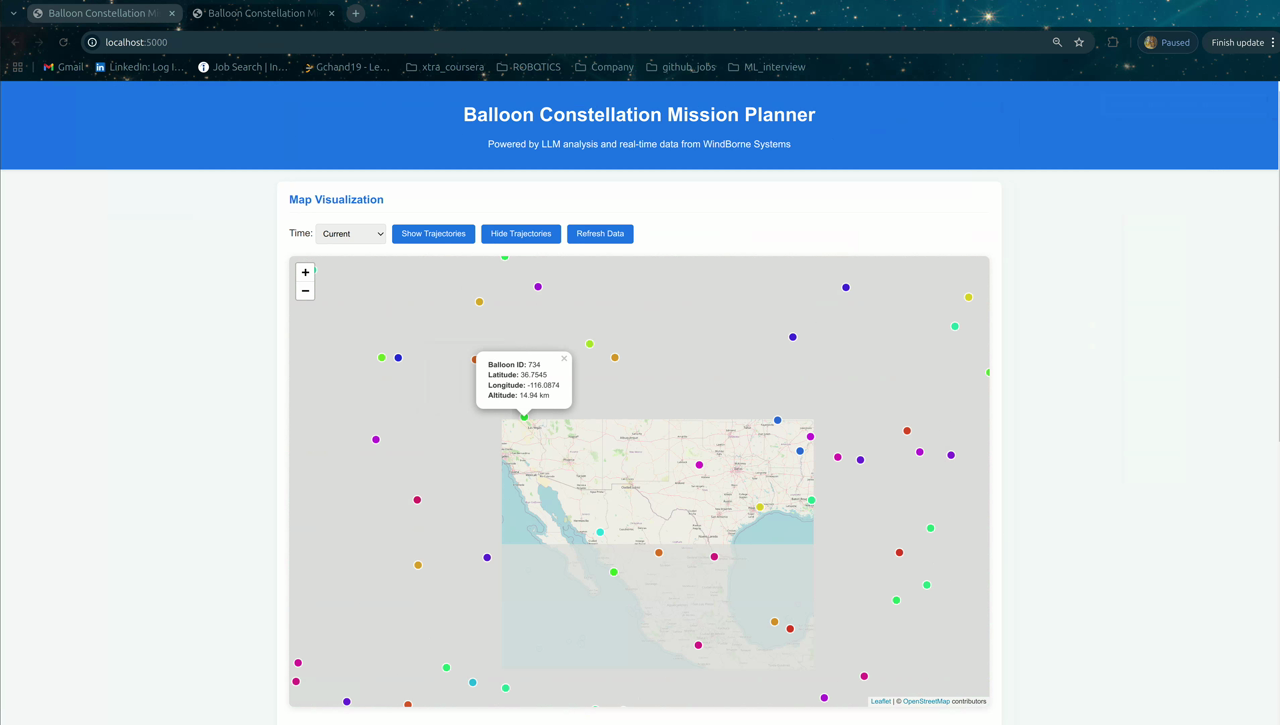 Balloon Constellation Mi
Balloon Constellation M
localhost:5000
Paused
Finish update
Gmail
LinkedIn: Log I...
Job Search | In...
Gchand19 - Le...
xtra_coursera
-ROBOTICS
Company
github_jobs
ML_interview
Balloon Constellation Mission Planner
Powered by LLM analysis and real-time data from WindBorne Systems
Map Visualization
Time: Current Show Trajectories Hide Trajectories Refresh Data
+
−
Balloon ID: 734
Latitude: 36.7545
Longitude: -116.0874
Altitude: 14.94 km
Leaflet | © OpenStreetMap contributors